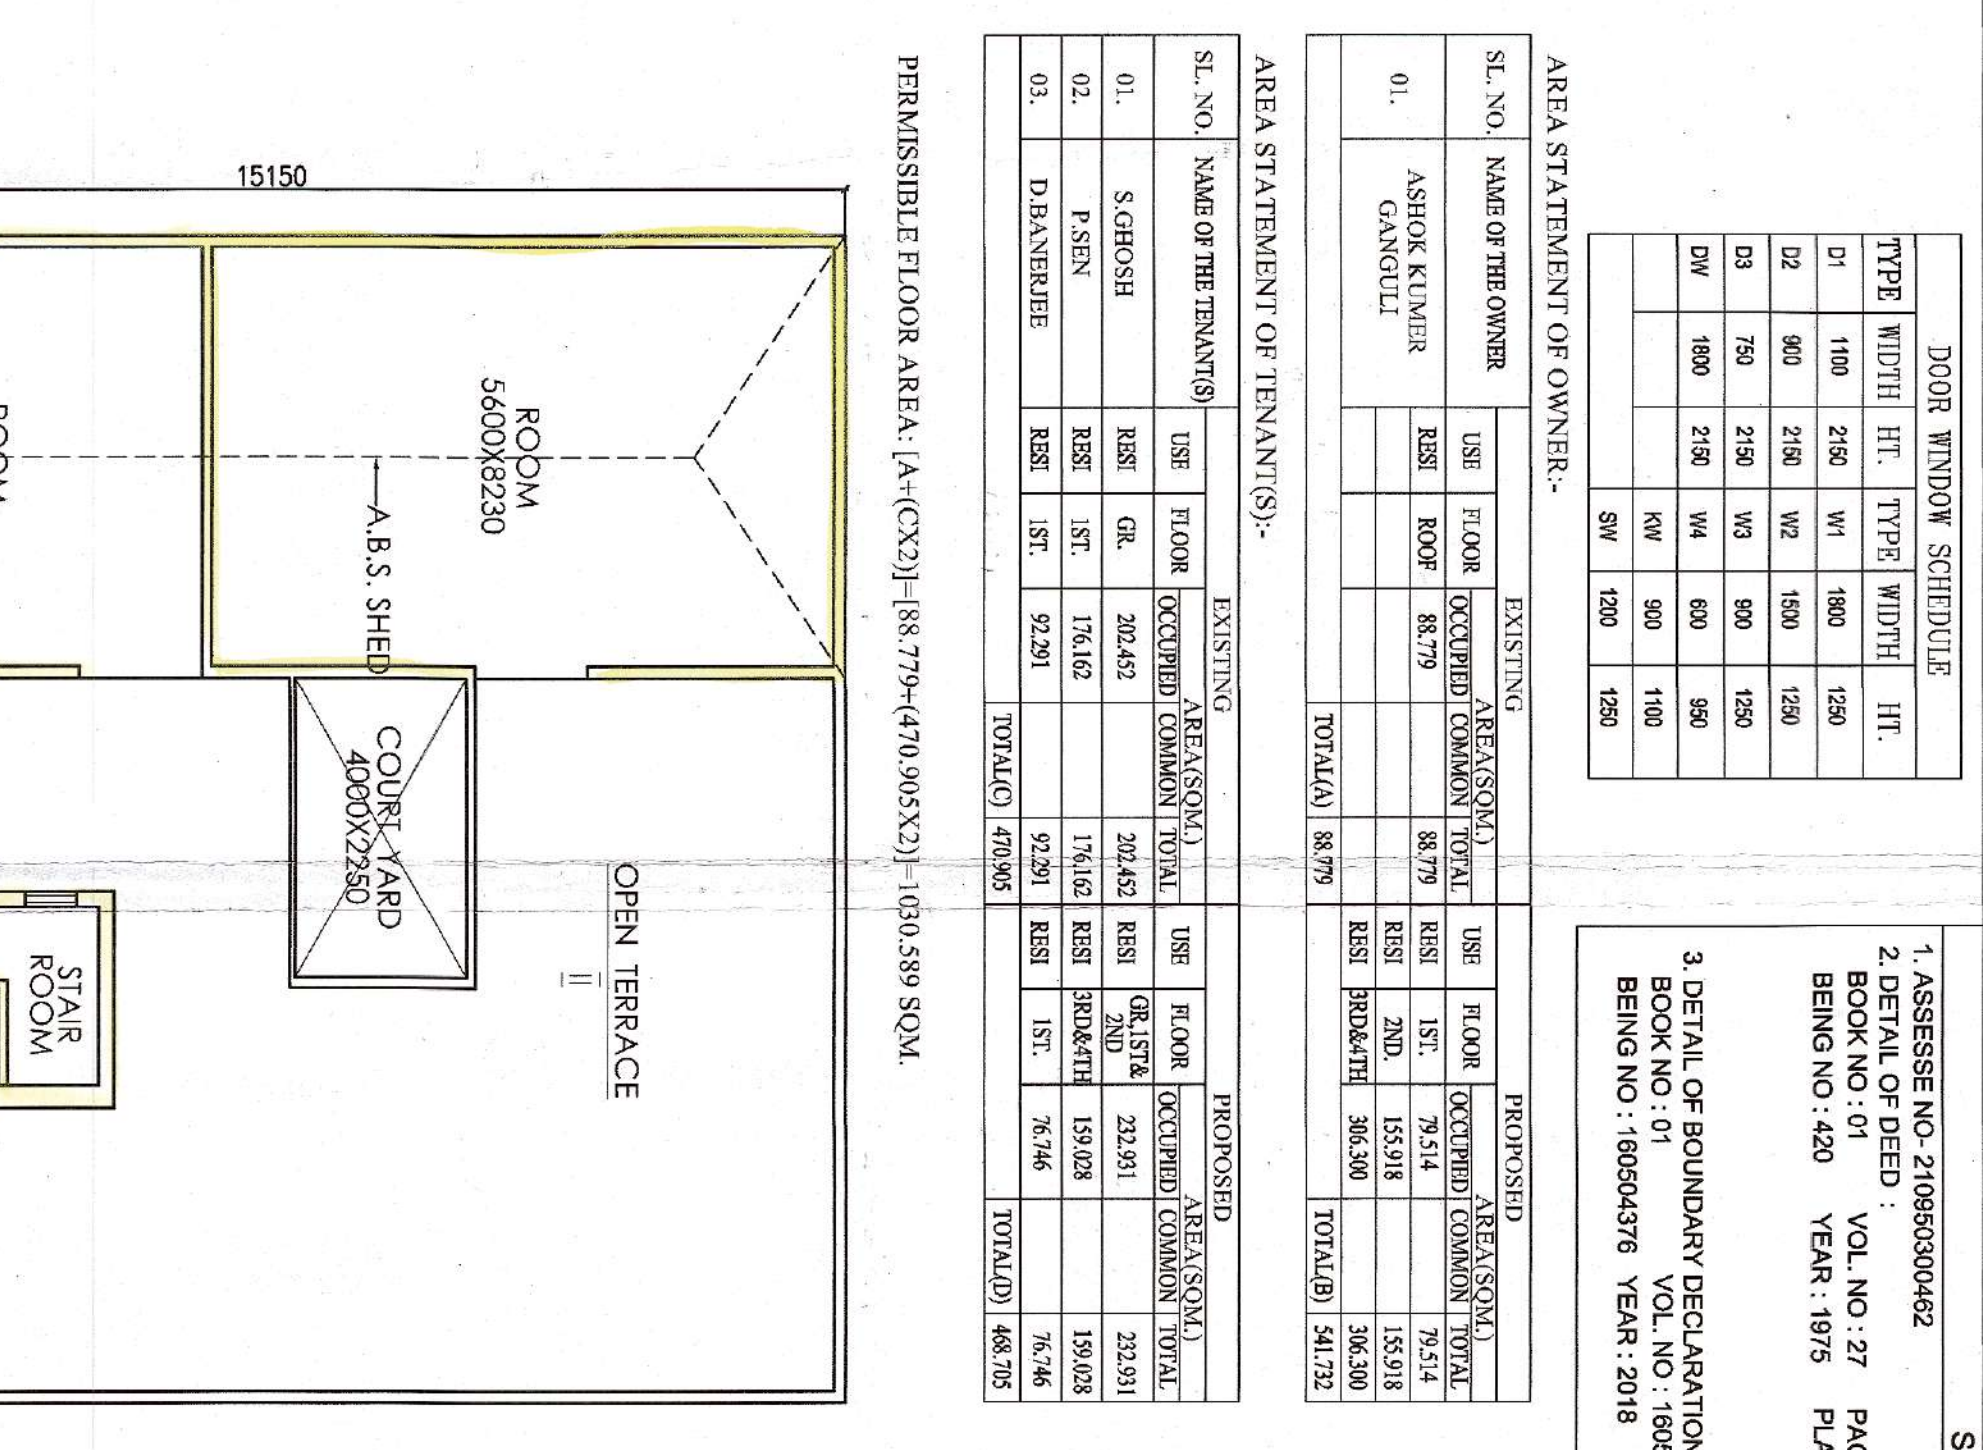 DOOR WINDOW SCHEDULE
TYPE WIDTH HT. TYPE WIDTH HT.
D1 1100 2150 W1 1800 1250
D2 900 2150 W2 1500 1250
D3 750 2150 W3 900 1250
DW 1800 2150 W4 600 950
KW 900 1100
SW 1200 1250
1. ASSESSE NO- 210950300462
2. DETAIL OF DEED :
BOOK NO : 01 VOL. NO : 27
BEING NO : 420 YEAR : 1975
3. DETAIL OF BOUNDARY DECLARATION
BOOK NO : 01 VOL. NO : 1605
BEING NO : 160504376 YEAR : 2018
AREA STATEMENT OF OWNER:-
SL. NO. NAME OF THE OWNER EXISTING PROPOSED
USE FLOOR AREA(SQM.) USE FLOOR AREA(SQM.)
OCCUPIED COMMON TOTAL OCCUPIED COMMON TOTAL
01. ASHOK KUMER GANGULI RESI ROOF 88.779 88.779 RESI 1ST. 79.514 79.514
RESI 2ND. 155.918 155.918
RESI 3RD&4TH 306.300 306.300
TOTAL(A) 88.779 TOTAL(B) 541.732
AREA STATEMENT OF TENANT(S):-
SL. NO. NAME OF THE TENANT(S) EXISTING PROPOSED
USE FLOOR AREA(SQM.) USE FLOOR AREA(SQM.)
OCCUPIED COMMON TOTAL OCCUPIED COMMON TOTAL
01. S.GHOSH RESI GR. 202.452 202.452 RESI GR,1ST& 2ND 232.931 232.931
02. P.SEN RESI 1ST. 176.162 176.162 RESI 3RD&4TH 159.028 159.028
03. D.BANERJEE RESI 1ST. 92.291 92.291 RESI 1ST. 76.746 76.746
TOTAL(C) 470.905 TOTAL(D) 468.705
PERMISSIBLE FLOOR AREA: [A+(CX2)]=[88.779+(470.905X2)]=1030.589 SQM.
15150
ROOM
5600X8230
A.B.S. SHED
COURT YARD
4000X2250
OPEN TERRACE
STAIR
ROOM